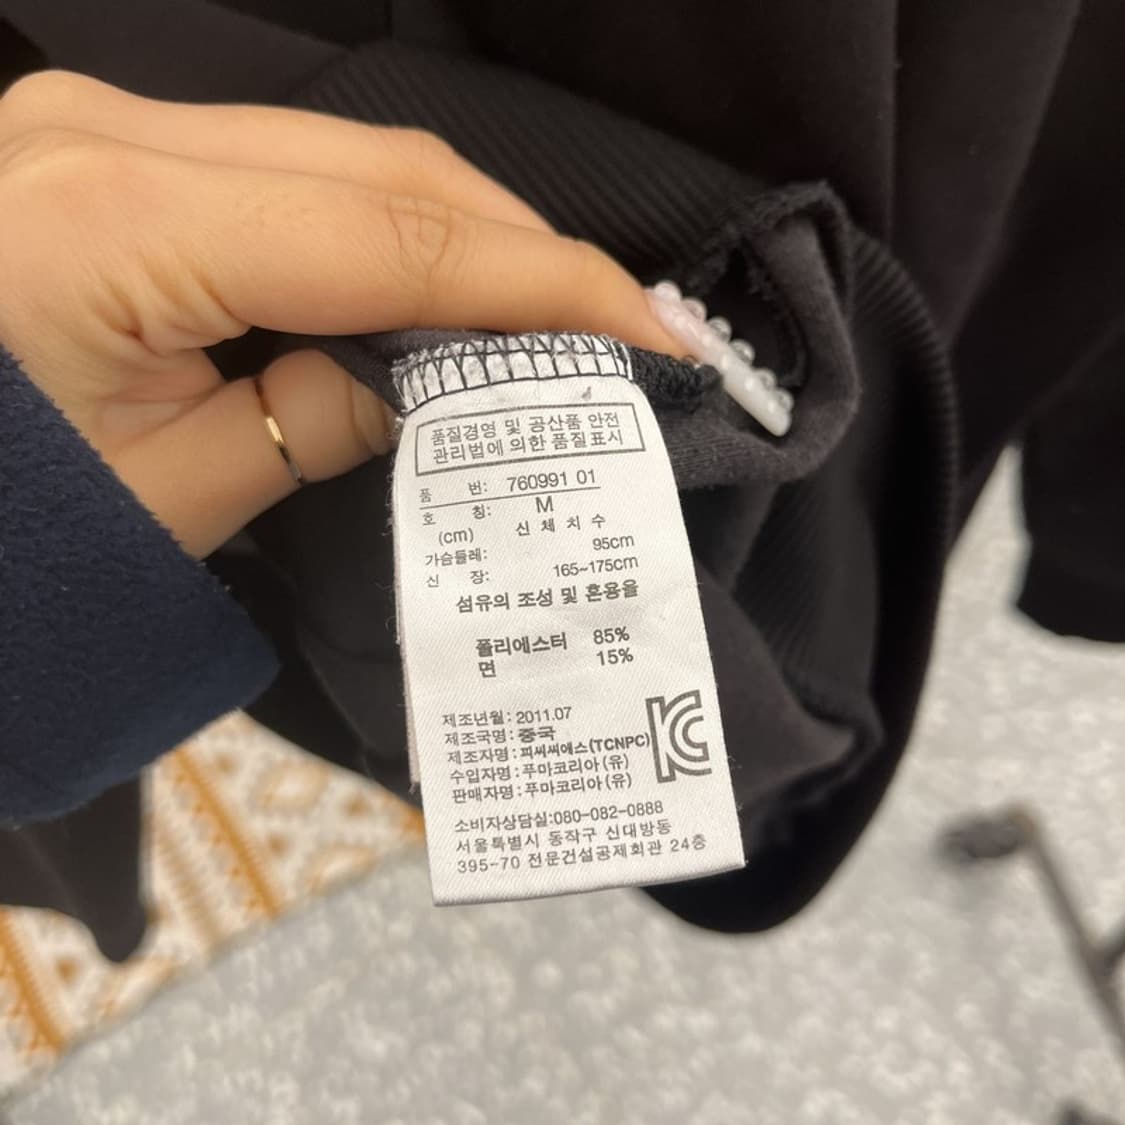 품질경영 및 공산품 안전
관리법에 의한 품질표시
품 번: 760991 01
호 칭: M
(cm) 신 체 치 수
가슴둘레: 95cm
신 장: 165~175cm
섬유의 조성 및 혼용율
폴리에스터 85%
면 15%
제조년월: 2011.07
제조국명: 중국
제조자명: 피씨씨에스(TCNPC)
수입자명: 푸마코리아(유)
판매자명: 푸마코리아(유)
KC
소비자상담실:080-082-0888
서울특별시 동작구 신대방동
395-70 전문건설공제회관 24층